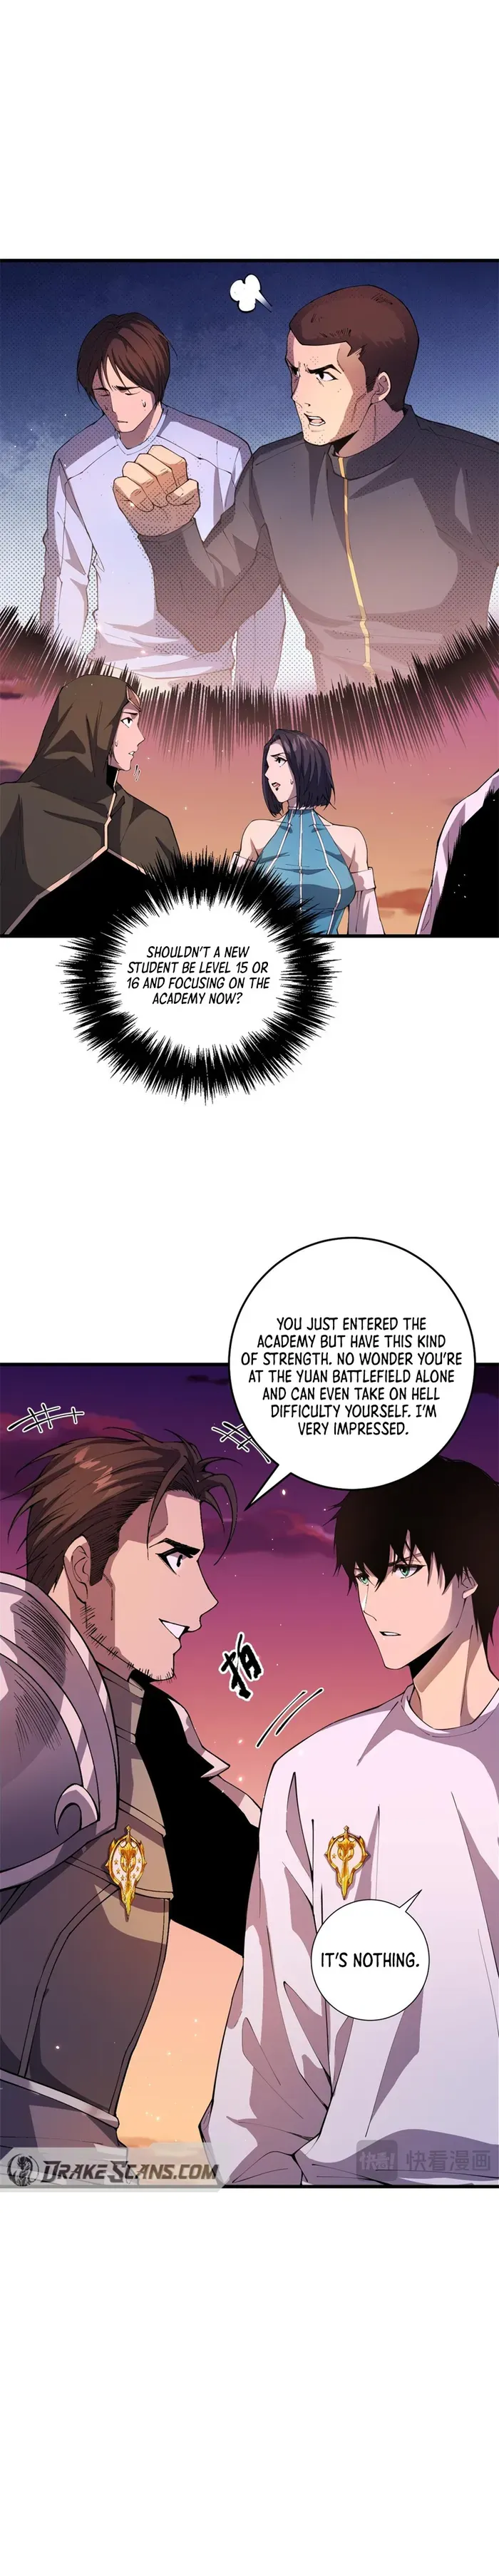 SHOULDN'T A NEW
STUDENT BE LEVEL 15 OR
16 AND FOCUSING ON THE
ACADEMY NOW?
YOU JUST ENTERED THE
ACADEMY BUT HAVE THIS KIND
OF STRENGTH. NO WONDER YOU'RE
AT THE YUAN BATTLEFIELD ALONE
AND CAN EVEN TAKE ON HELL
DIFFICULTY YOURSELF. I'M
VERY IMPRESSED.
拍
IT'S NOTHING.
DRAKESCANS.COM
快看! 快看漫画